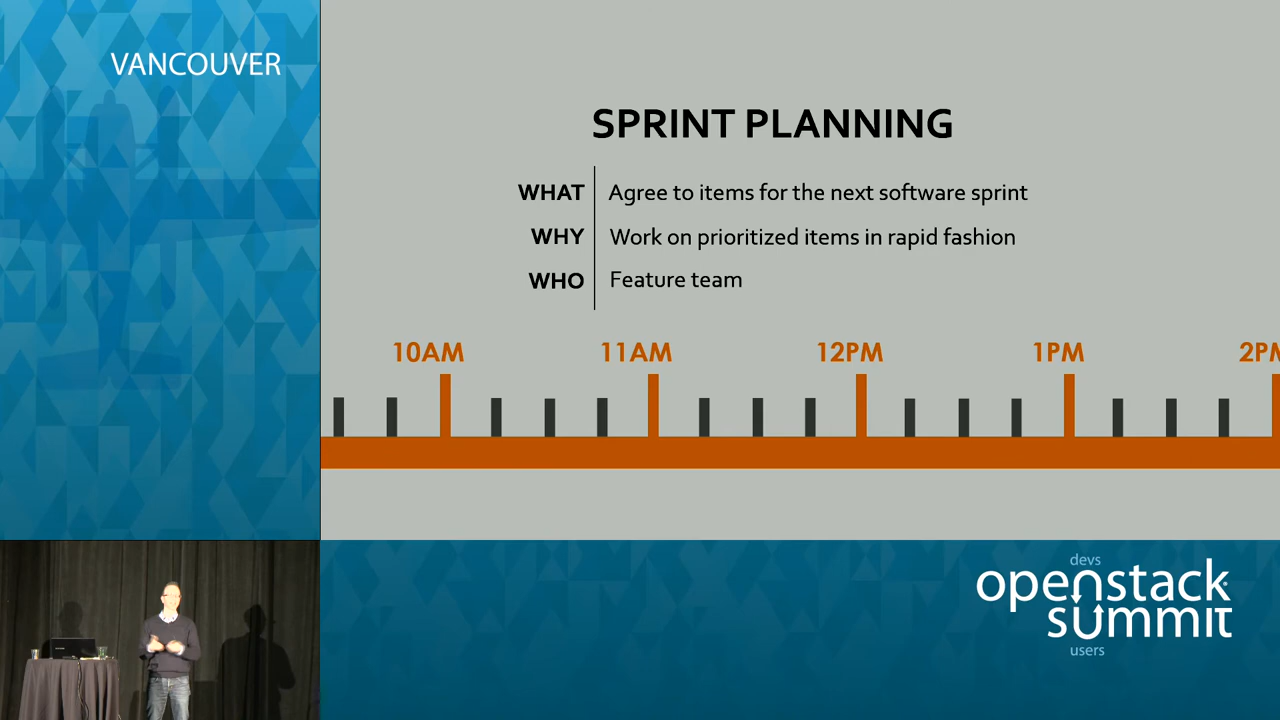 VANCOUVER
SPRINT PLANNING
WHAT Agree to items for the next software sprint
WHY Work on prioritized items in rapid fashion
WHO Feature team
10AM 11AM 12PM 1PM 2PM
devs
openstack
summit
users